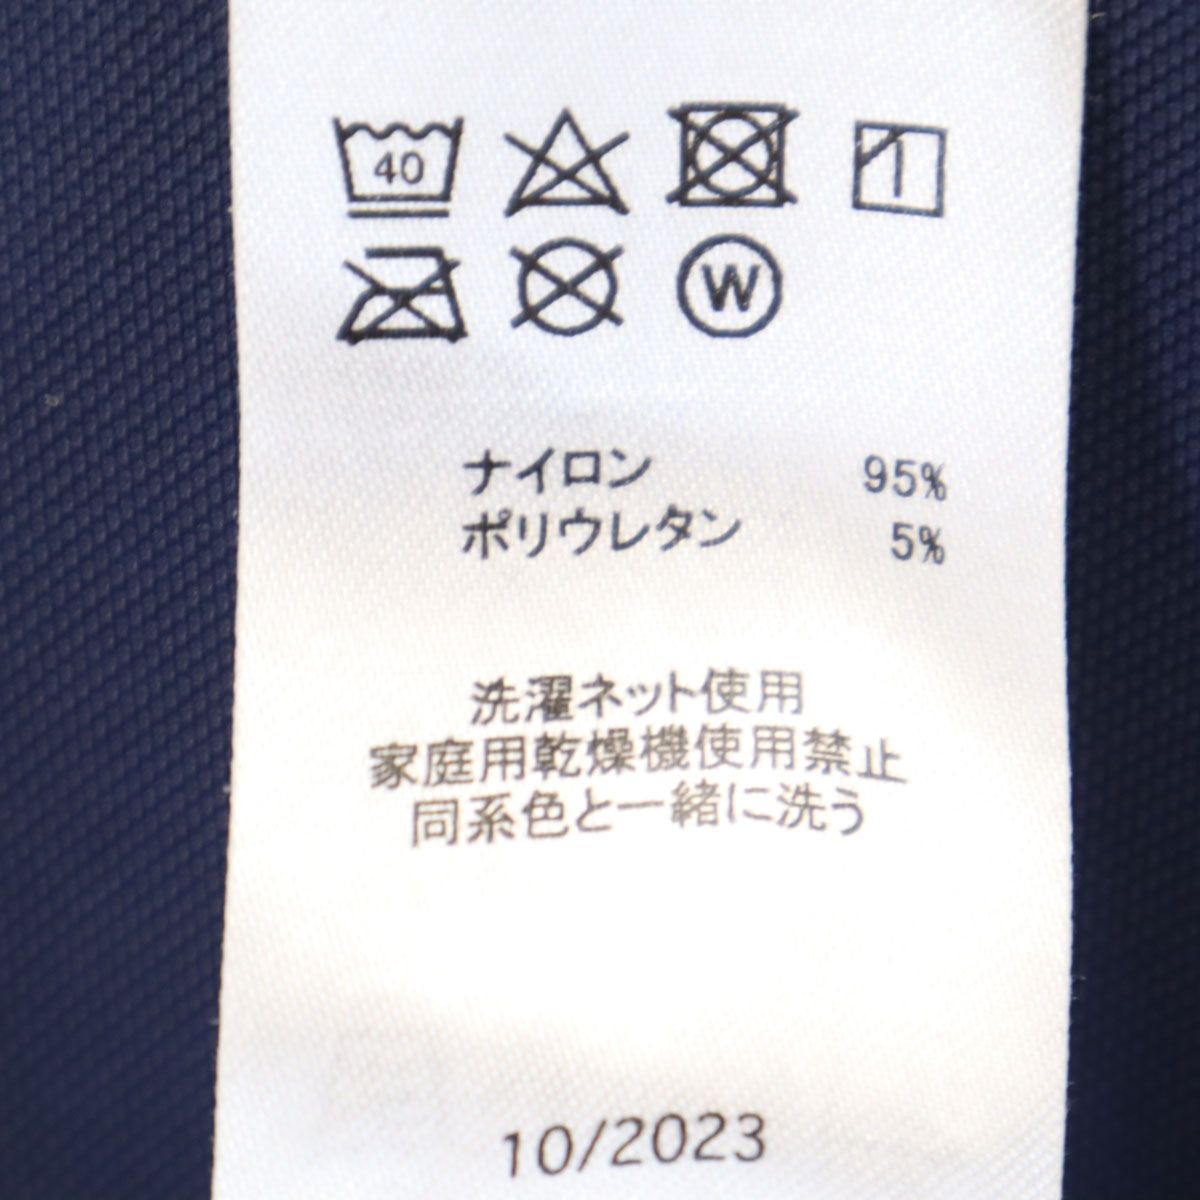 40
W
ナイロン 95%
ポリウレタン 5%
洗濯ネット使用
家庭用乾燥機使用禁止
同系色と一緒に洗う
10/2023